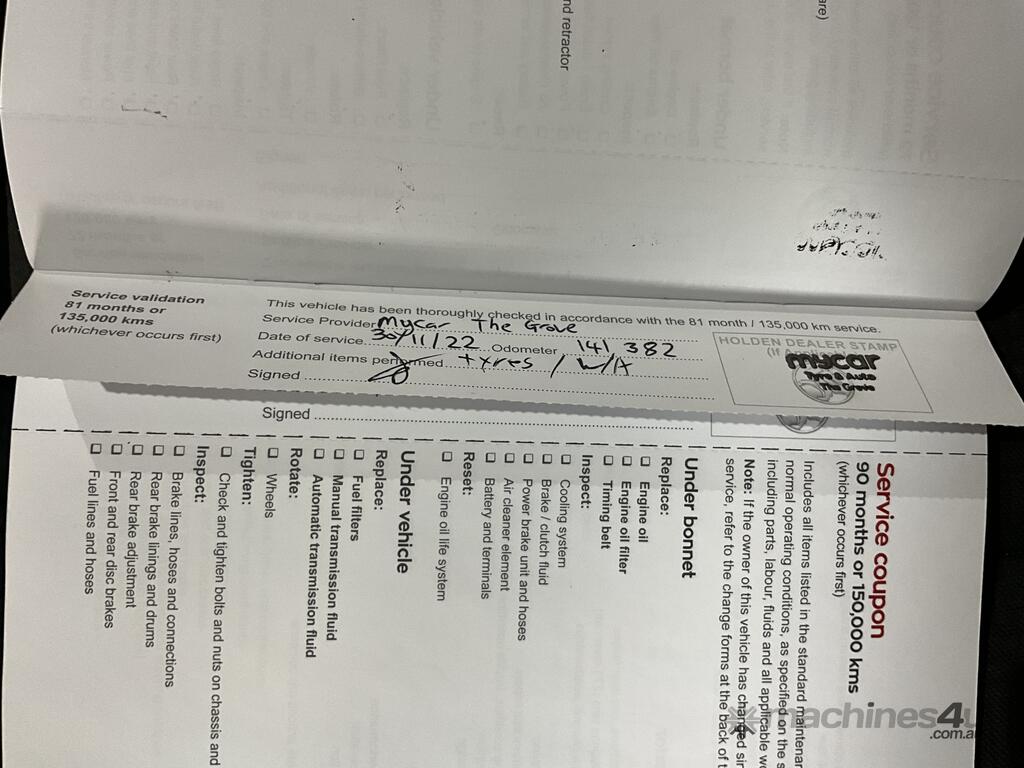 are)
nd retractor
Service validation
81 months or
135,000 kms
(whichever occurs first)
This vehicle has been thoroughly checked in accordance with the 81 month / 135,000 km service.
Service Provider mycar The Grove
Date of service 30/11/22 Odometer 141 382
Additional items performed tyres / W/A
Signed
HOLDEN DEALER STAMP
(If
mycar
Tyre & Auto
The Grove
Signed
Service coupon
90 months or 150,000 kms
(whichever occurs first)
Includes all items listed in the standard maintenan
normal operating conditions, as specified on the s
including parts, labour, fluids and all applicable w
Note: If the owner of this vehicle has changed sin
service, refer to the change forms at the back of t
Under bonnet
Replace:
❑ Engine oil
❑ Engine oil filter
❑ Timing belt
Inspect:
❑ Cooling system
❑ Brake / clutch fluid
❑ Power brake unit and hoses
❑ Air cleaner element
❑ Battery and terminals
Reset:
❑ Engine oil life system
Under vehicle
Replace:
❑ Fuel filters
❑ Manual transmission fluid
❑ Automatic transmission fluid
Rotate:
❑ Wheels
Tighten:
❑ Check and tighten bolts and nuts on chassis and
Inspect:
❑ Brake lines, hoses and connections
❑ Rear brake linings and drums
❑ Rear brake adjustment
❑ Front and rear disc brakes
❑ Fuel lines and hoses
machines4u
.com.au